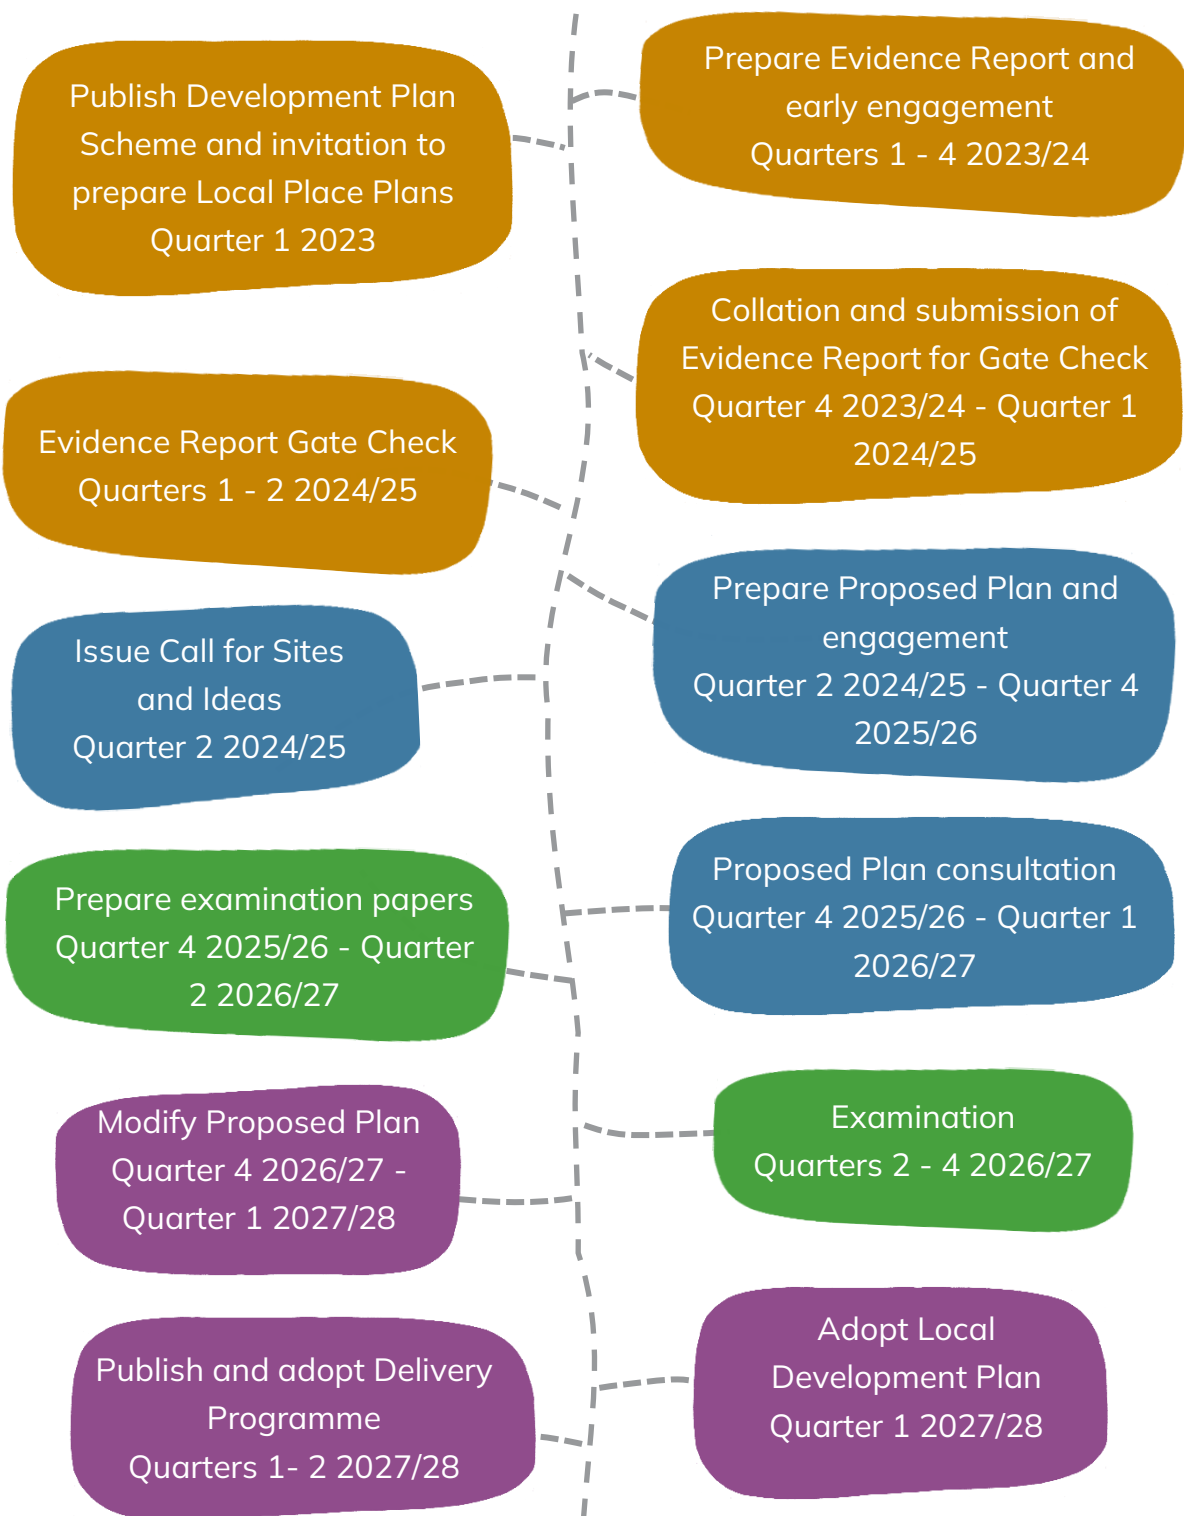 Publish Development Plan
Scheme and invitation to
prepare Local Place Plans
Quarter 1 2023
Prepare Evidence Report and
early engagement
Quarters 1 - 4 2023/24
Collation and submission of
Evidence Report for Gate Check
Quarter 4 2023/24 - Quarter 1
2024/25
Evidence Report Gate Check
Quarters 1 - 2 2024/25
Prepare Proposed Plan and
engagement
Quarter 2 2024/25 - Quarter 4
2025/26
Issue Call for Sites
and Ideas
Quarter 2 2024/25
Proposed Plan consultation
Quarter 4 2025/26 - Quarter 1
2026/27
Prepare examination papers
Quarter 4 2025/26 - Quarter
2 2026/27
Examination
Quarters 2 - 4 2026/27
Modify Proposed Plan
Quarter 4 2026/27 -
Quarter 1 2027/28
Adopt Local
Development Plan
Quarter 1 2027/28
Publish and adopt Delivery
Programme
Quarters 1- 2 2027/28